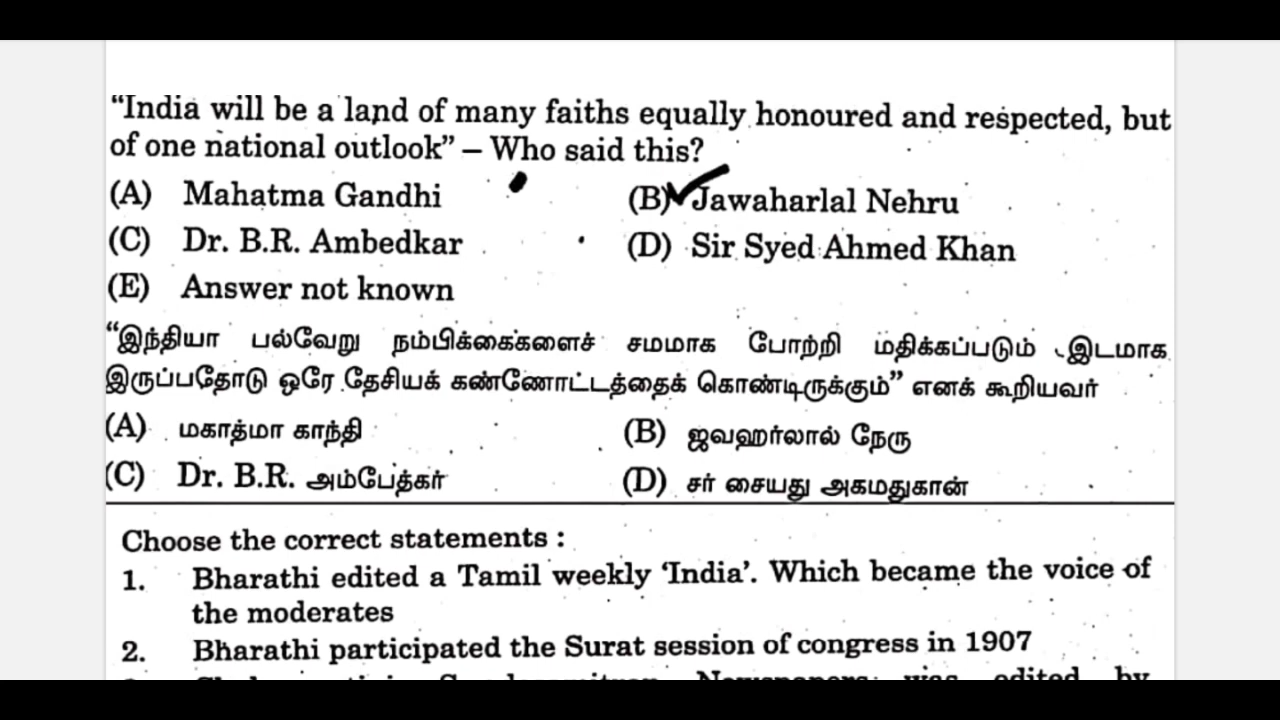 “India will be a land of many faiths equally honoured and respected, but
of one national outlook” – Who said this?
(A) Mahatma Gandhi (B) Jawaharlal Nehru
(C) Dr. B.R. Ambedkar (D) Sir Syed Ahmed Khan
(E) Answer not known
“இந்தியா பல்வேறு நம்பிக்கைகளைச் சமமாக போற்றி மதிக்கப்படும் இடமாக
இருப்பதோடு ஒரே தேசியக் கண்ணோட்டத்தைக் கொண்டிருக்கும்” எனக் கூறியவர்
(A) மகாத்மா காந்தி (B) ஜவஹர்லால் நேரு
(C) Dr. B.R. அம்பேத்கர் (D) சர் சையது அகமதுகான்
Choose the correct statements :
1. Bharathi edited a Tamil weekly ‘India’. Which became the voice of
the moderates
2. Bharathi participated the Surat session of congress in 1907